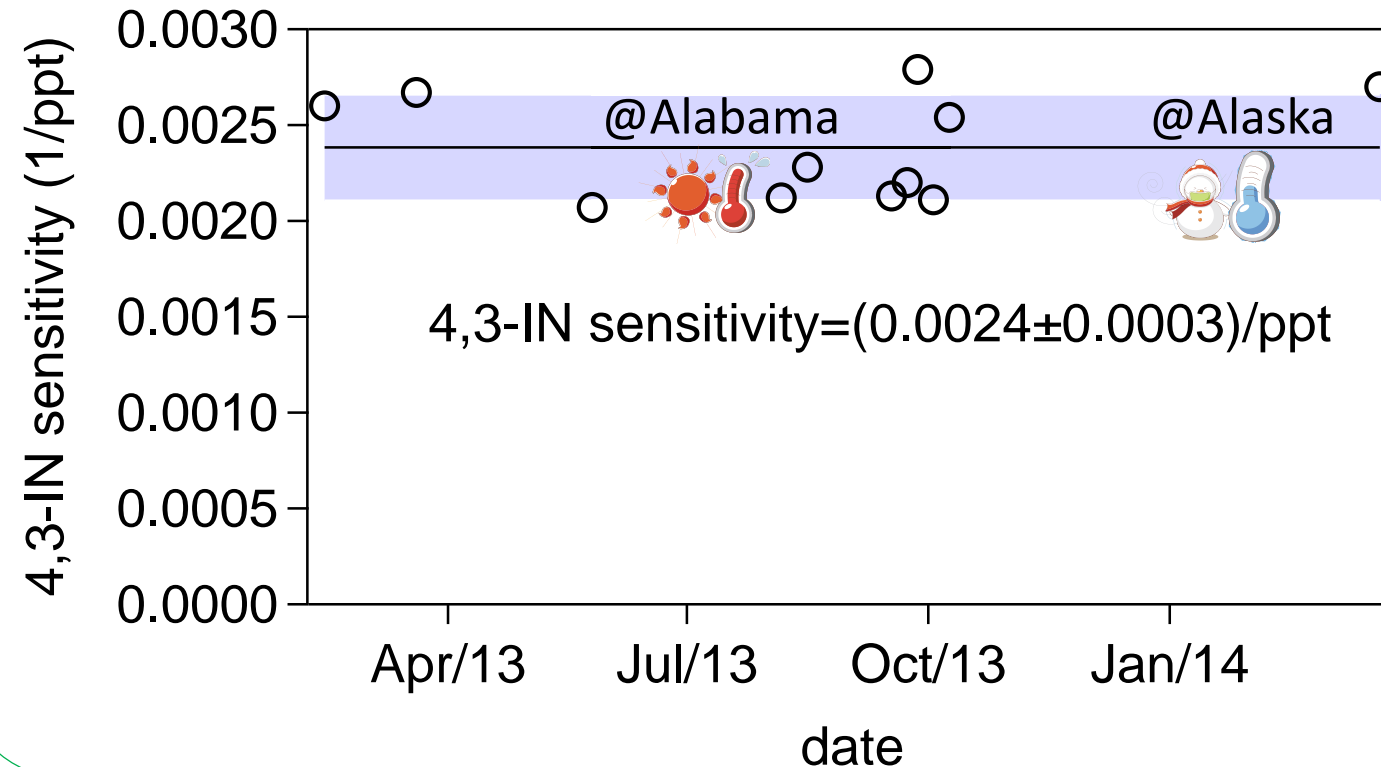 4,3-IN sensitivity (1/ppt)
0.0030
0.0025
0.0020
0.0015
0.0010
0.0005
0.0000
@Alabama
@Alaska
4,3-IN sensitivity=(0.0024±0.0003)/ppt
Apr/13
Jul/13
Oct/13
Jan/14
date